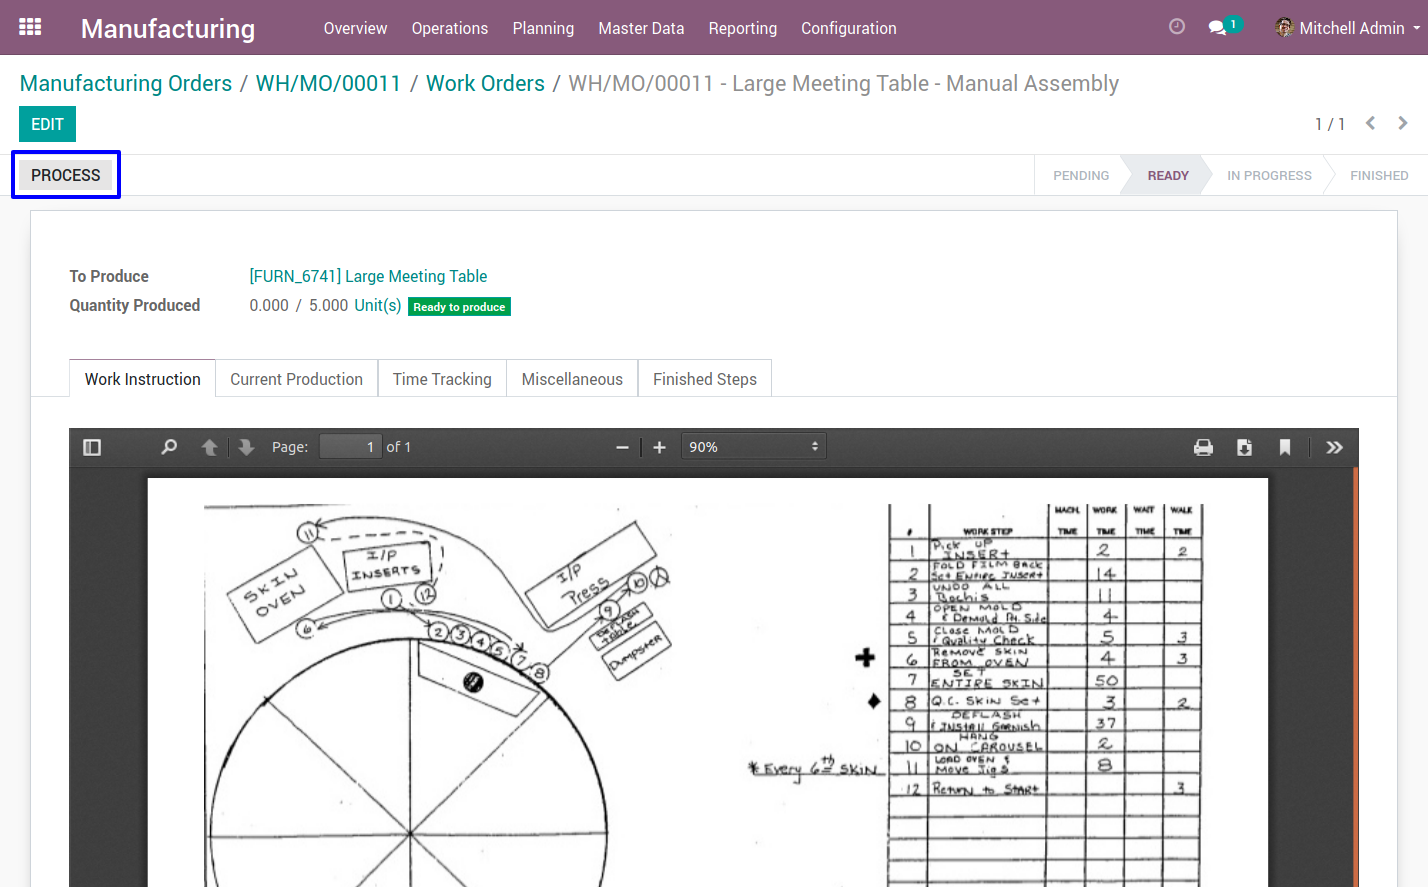 Manufacturing Overview Operations Planning Master Data Reporting Configuration 1 Mitchell Admin
Manufacturing Orders / WH/MO/00011 / Work Orders / WH/MO/00011 - Large Meeting Table - Manual Assembly
EDIT 1 / 1
PROCESS PENDING READY IN PROGRESS FINISHED
To Produce [FURN_6741] Large Meeting Table
Quantity Produced 0.000 / 5.000 Unit(s) Ready to produce
Work Instruction Current Production Time Tracking Miscellaneous Finished Steps
Page: 1 of 1 90%
11
SKIN
OVEN
I/P
INSERTS
I/P
Press
10 A
1 12
9
DEFLASH
Table
6
2 3 4 5 7 8
Dumpster
MACH. WORK WAIT WALK
# WORK STEP TIME TIME TIME TIME
1 Pick UP INSERT 2 2
2 FOLD FILM Back Set ENTIRE INSERT 14
3 UNDO ALL 11
4 OPEN MOLD & Demold Pt. Side 4
5 Close MOLD & Quality Check 5 3
6 Remove SKIN FROM OVEN 4 3
7 SET ENTIRE SKIN 50
8 Q.C. SKIN Set 3 2
9 DEFLASH & INSTALL GARNISH 37
10 HANG ON CAROUSEL 2
* Every 6th SKIN 11 LOAD OVEN & Move Jigs 8
12 Return to START 3